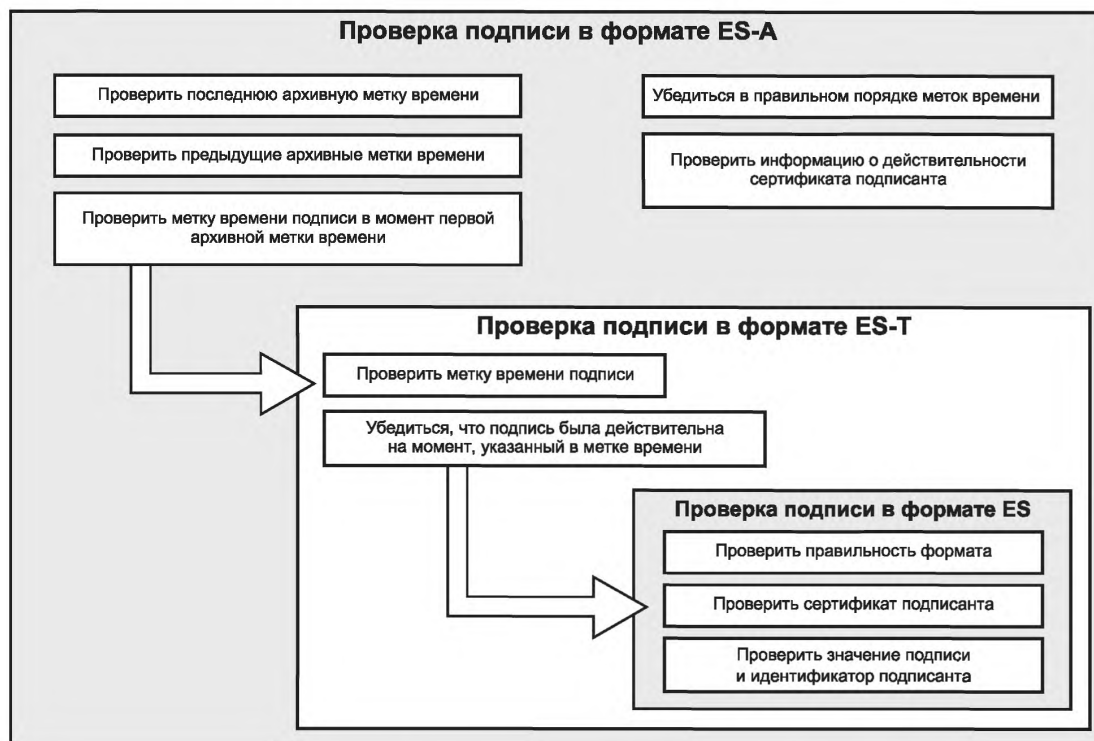 Проверка подписи в формате ES-A
Проверить последнюю архивную метку времени
Проверить предыдущие архивные метки времени
Проверить метку времени подписи в момент первой
архивной метки времени
Убедиться в правильном порядке меток времени
Проверить информацию о действительности
сертификата подписанта
Проверка подписи в формате ES-T
Проверить метку времени подписи
Убедиться, что подпись была действительна
на момент, указанный в метке времени
Проверка подписи в формате ES
Проверить правильность формата
Проверить сертификат подписанта
Проверить значение подписи
и идентификатор подписанта